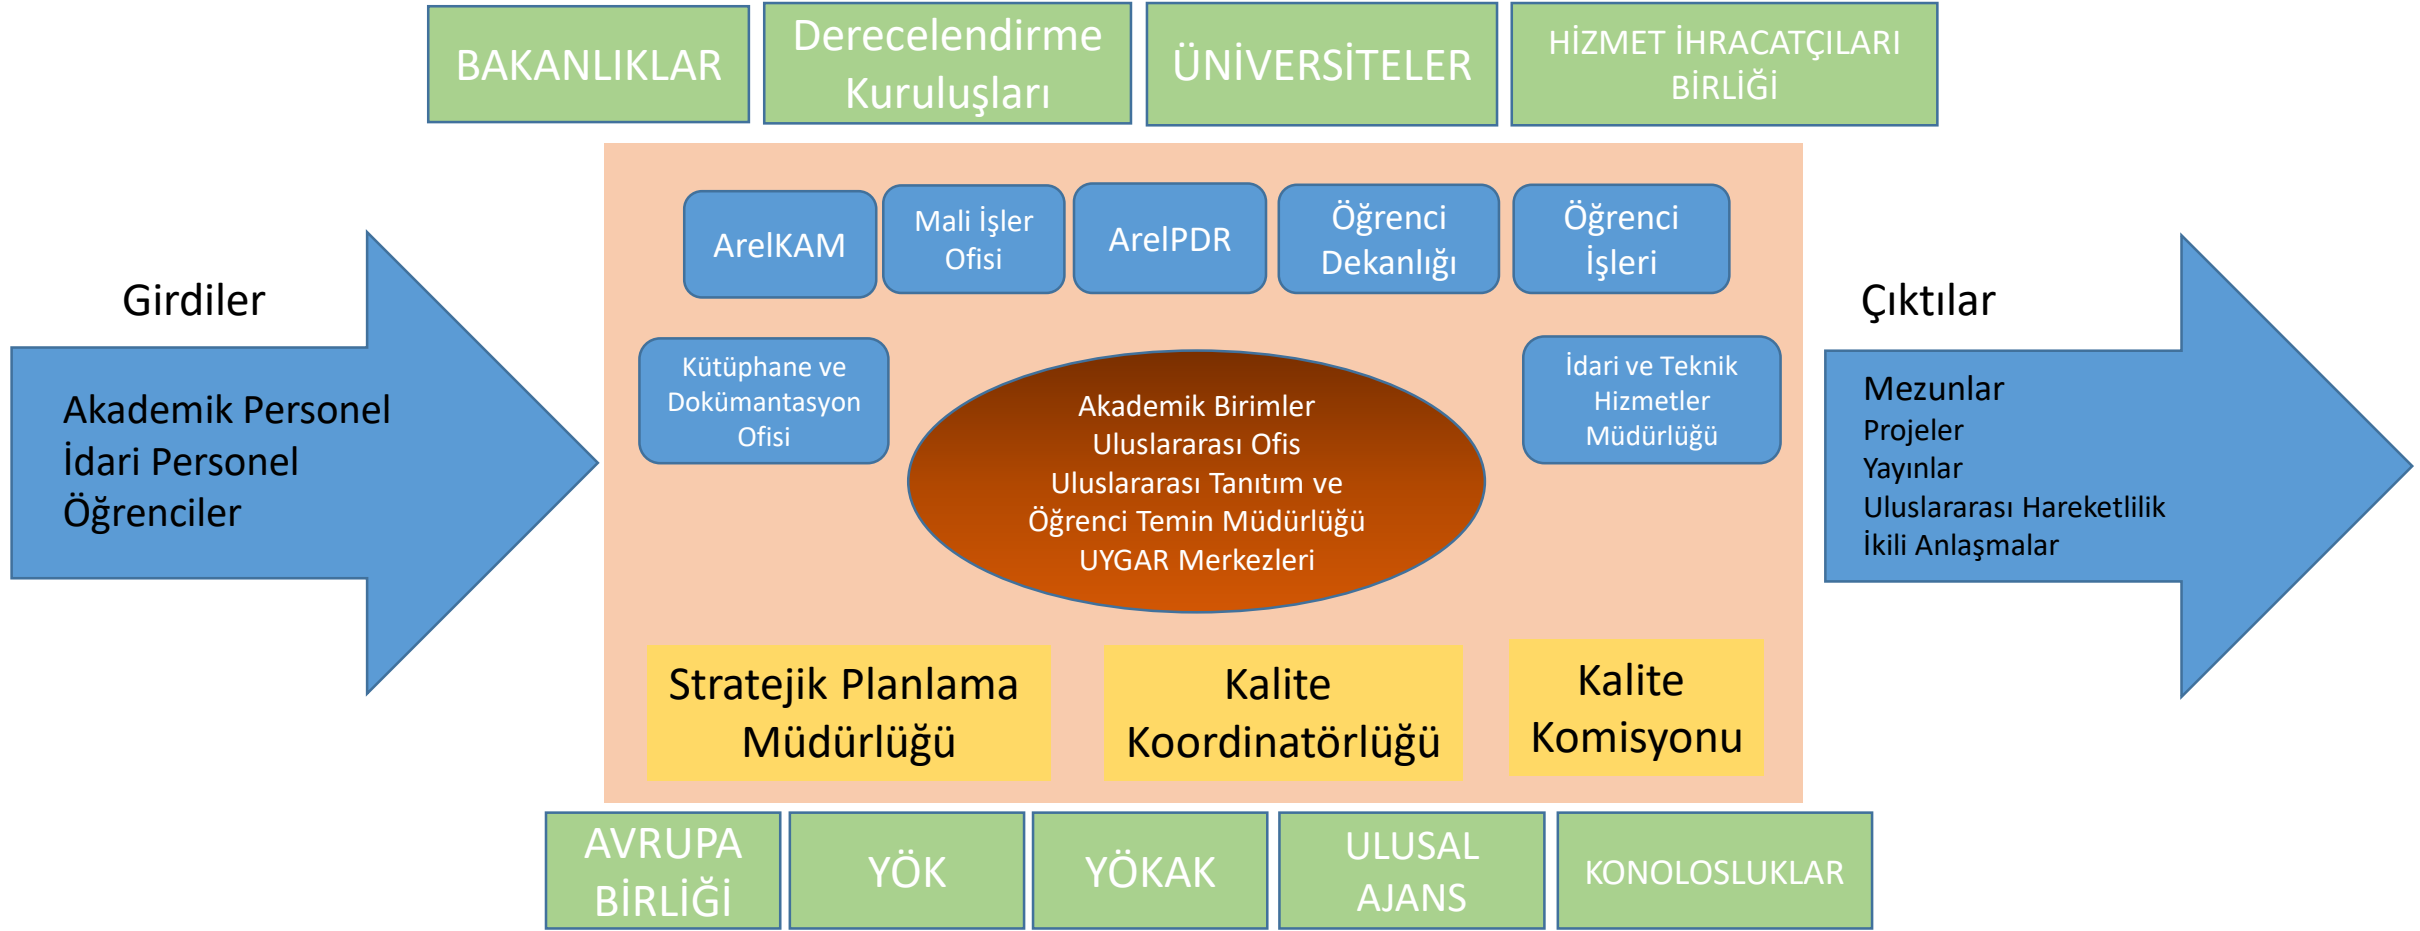 BAKANLIKLAR
Derecelendirme
Kuruluşları
ÜNİVERSİTELER
HİZMET İHRACATÇILARI
BİRLİĞİ
Girdiler
Akademik Personel
İdari Personel
Öğrenciler
ArelKAM
Mali İşler
Ofisi
ArelPDR
Öğrenci
Dekanlığı
Öğrenci
İşleri
Kütüphane ve
Dokümantasyon
Ofisi
Akademik Birimler
Uluslararası Ofis
Uluslararası Tanıtım ve
Öğrenci Temin Müdürlüğü
UYGAR Merkezleri
İdari ve Teknik
Hizmetler
Müdürlüğü
Stratejik Planlama
Müdürlüğü
Kalite
Koordinatörlüğü
Kalite
Komisyonu
Çıktılar
Mezunlar
Projeler
Yayınlar
Uluslararası Hareketlilik
İkili Anlaşmalar
AVRUPA
BİRLİĞİ
YÖK
YÖKAK
ULUSAL
AJANS
KONOLOSLUKLAR